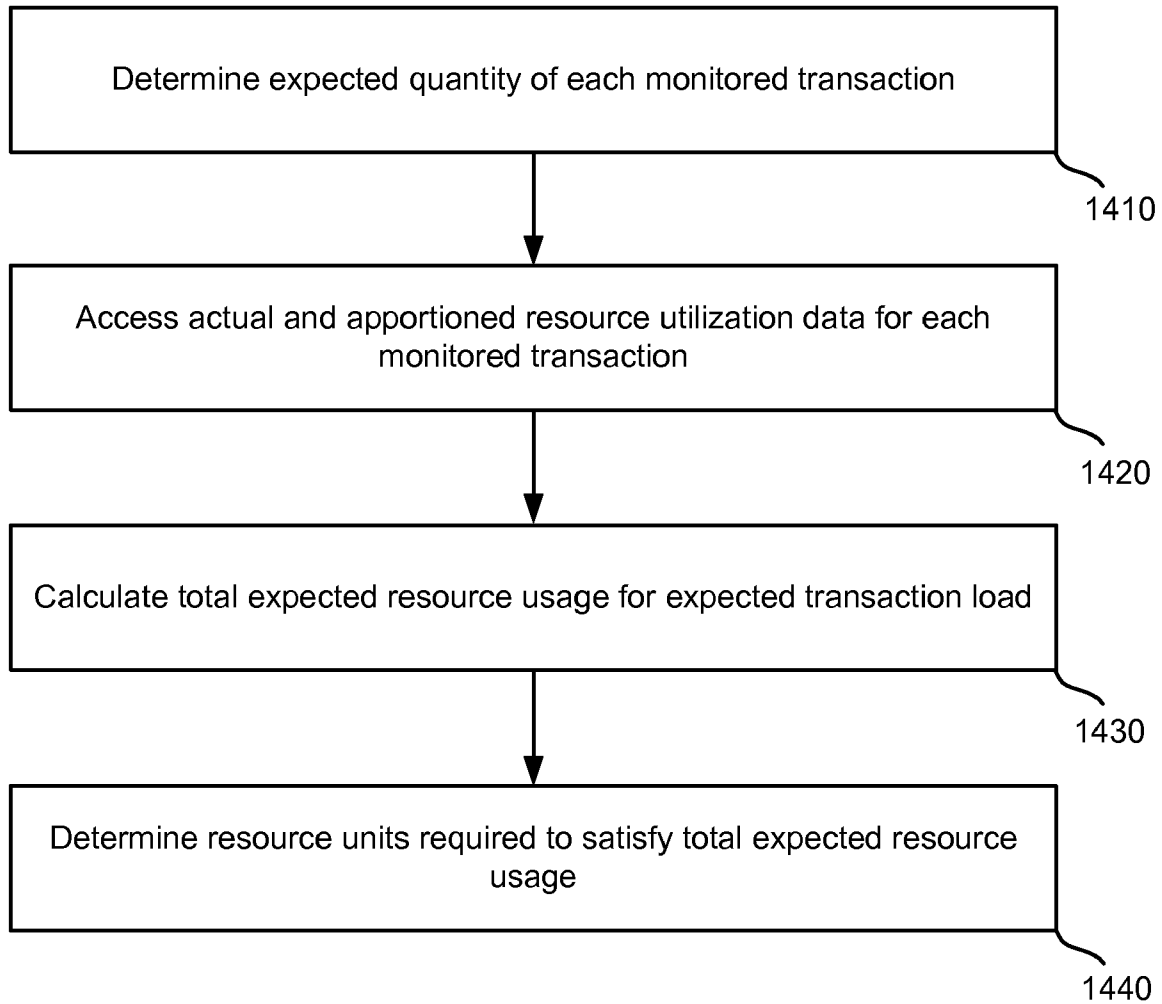 Determine expected quantity of each monitored transaction
1410
Access actual and apportioned resource utilization data for each
monitored transaction
1420
Calculate total expected resource usage for expected transaction load
1430
Determine resource units required to satisfy total expected resource
usage
1440